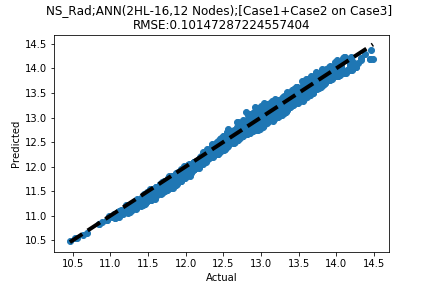 NS_Rad;ANN(2HL-16,12 Nodes);[Case1+Case2 on Case3]
RMSE:0.10147287224557404
14.5
14.0
13.5
13.0
12.5
12.0
11.5
11.0
10.5
Predicted
10.5 11.0 11.5 12.0 12.5 13.0 13.5 14.0 14.5
Actual